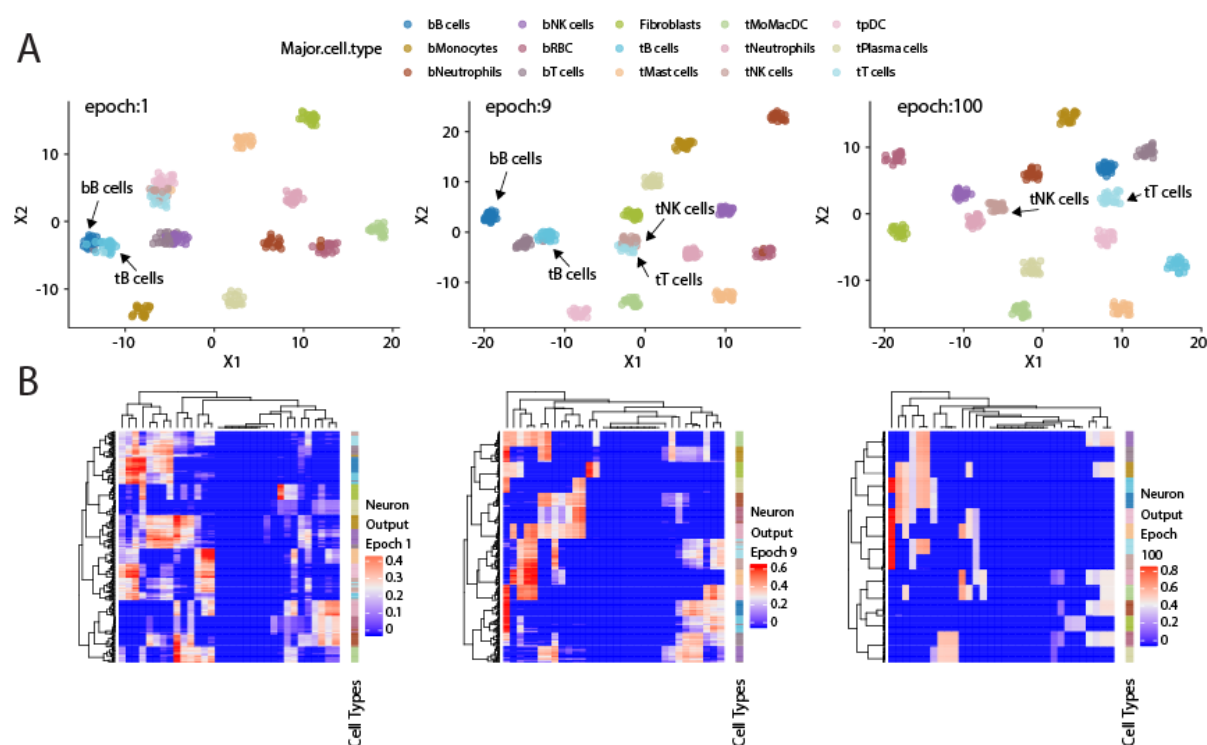 A
Major.cell.type
bB cells
bNK cells
Fibroblasts
tMoMacDC
tpDC
bMonocytes
bRBC
tB cells
tNeutrophils
tPlasma cells
bNeutrophils
bT cells
tMast cells
tNK cells
tT cells
epoch:1
X2
10
0
-10
bB cells
tB cells
-10
0
10
20
X1
epoch:9
X2
20
10
0
-10
bB cells
tNK cells
tB cells
tT cells
-20
-10
0
10
X1
epoch:100
X2
10
0
-10
tT cells
tNK cells
-20
-10
0
10
20
X1
B
Neuron
Output
Epoch 1
0.4
0.3
0.2
0.1
0
Cell Types
Neuron
Output
Epoch 9
0.6
0.4
0.2
0
Cell Types
Neuron
Output
Epoch
100
0.8
0.6
0.4
0.2
0
Cell Types